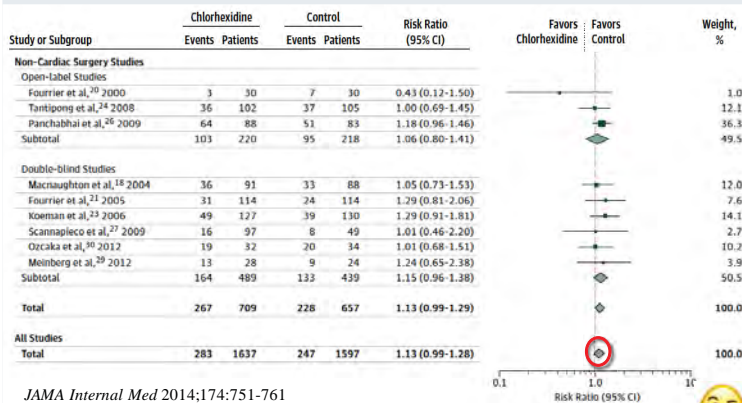 Chlorhexidine Control Risk Ratio Favors Favors Weight,
Study or Subgroup Events Patients Events Patients (95% CI) Chlorhexidine Control %
Non-Cardiac Surgery Studies
Open-label Studies
Fourrier et al,20 2000 3 30 7 30 0.43 (0.12-1.50) 1.0
Tantipong et al,24 2008 36 102 37 105 1.00 (0.69-1.45) 12.1
Panchabhai et al,26 2009 64 88 51 83 1.18 (0.96-1.46) 36.3
Subtotal 103 220 95 218 1.06 (0.80-1.41) 49.5
Double-blind Studies
Macnaughton et al,18 2004 36 91 33 88 1.05 (0.73-1.53) 12.0
Fourrier et al,21 2005 31 114 24 114 1.29 (0.81-2.06) 7.6
Koeman et al,23 2006 49 127 39 130 1.29 (0.91-1.81) 14.1
Scannapieco et al,27 2009 16 97 8 49 1.01 (0.46-2.20) 2.7
Ozcaka et al,30 2012 19 32 20 34 1.01 (0.68-1.51) 10.2
Meinberg et al,29 2012 13 28 9 24 1.24 (0.65-2.38) 3.9
Subtotal 164 489 133 439 1.15 (0.96-1.38) 50.5
Total 267 709 228 657 1.13 (0.99-1.29) 100.0
All Studies
Total 283 1637 247 1597 1.13 (0.99-1.28) 100.0
0.1 1.0
Risk Ratio (95% CI)
JAMA Internal Med 2014;174:751-761